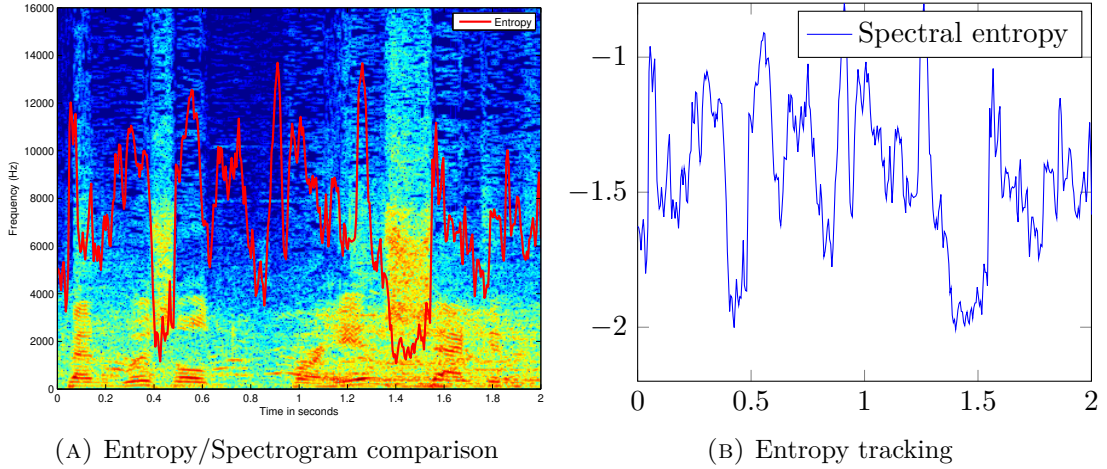 16000
14000
12000
10000
8000
6000
4000
2000
0
Frequency (Hz)
Entropy
0 0.2 0.4 0.6 0.8 1 1.2 1.4 1.6 1.8 2
Time in seconds
(A) Entropy/Spectrogram comparison
Spectral entropy
−1
−1.5
−2
0 0.5 1 1.5 2
(B) Entropy tracking